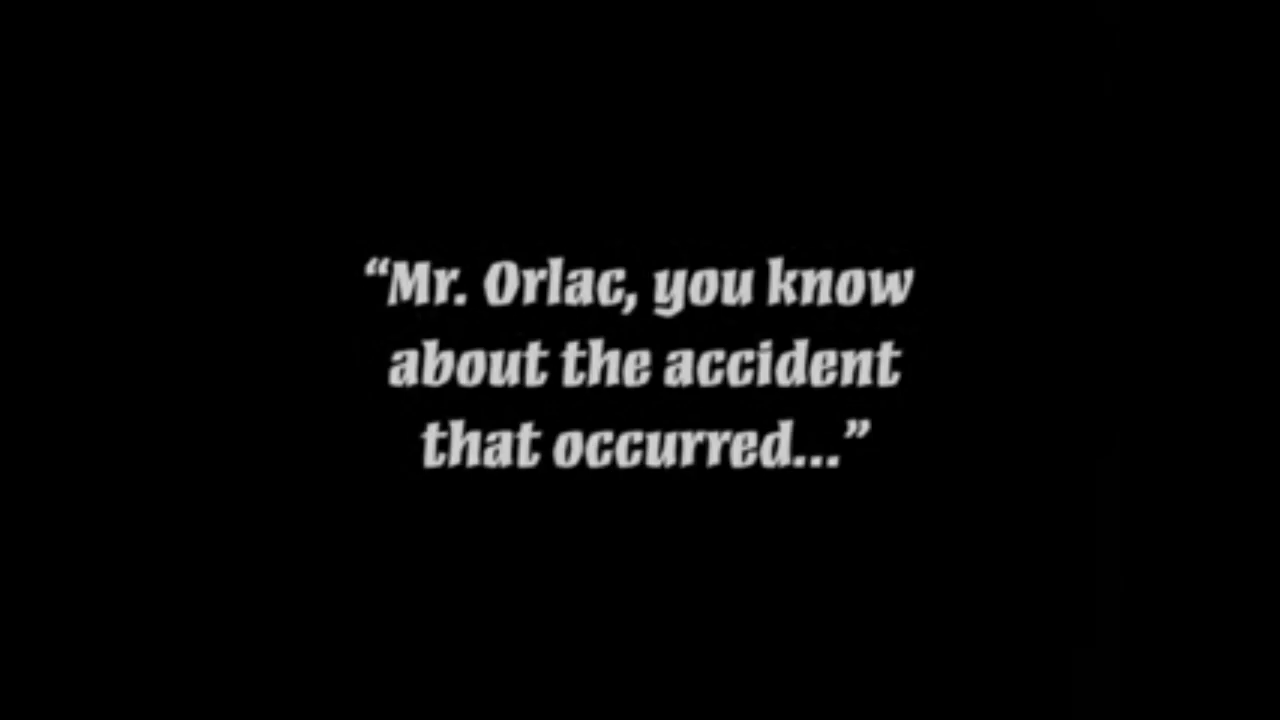 “Mr. Orlac, you know
about the accident
that occurred...”